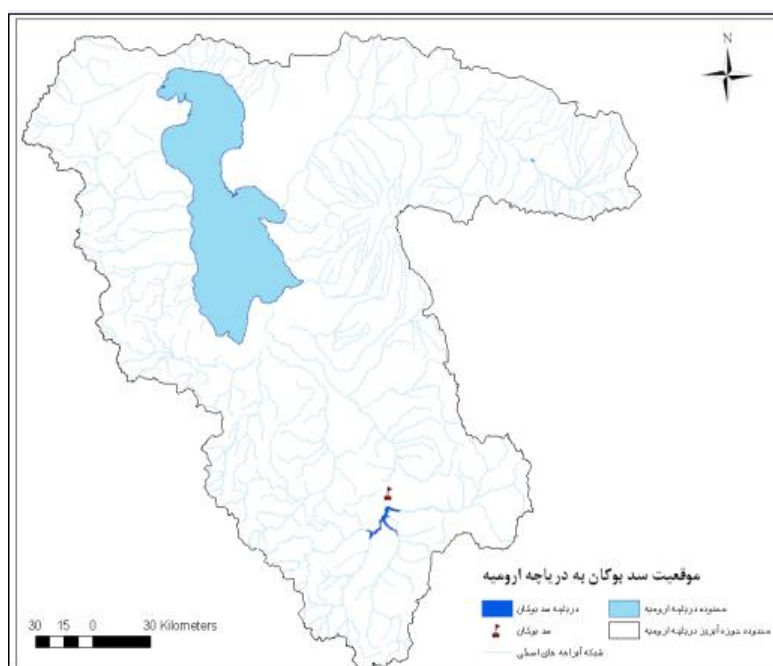 N
موقعیت سد بوکان به دریاچه ارومیه
محدوده دریاچه ارومیه
دریاچه سد بوکان
محدوده حوزه آبریز دریاچه ارومیه
سد بوکان
شبکه آبراهه های اصلی
30 15 0 30 Kilometers